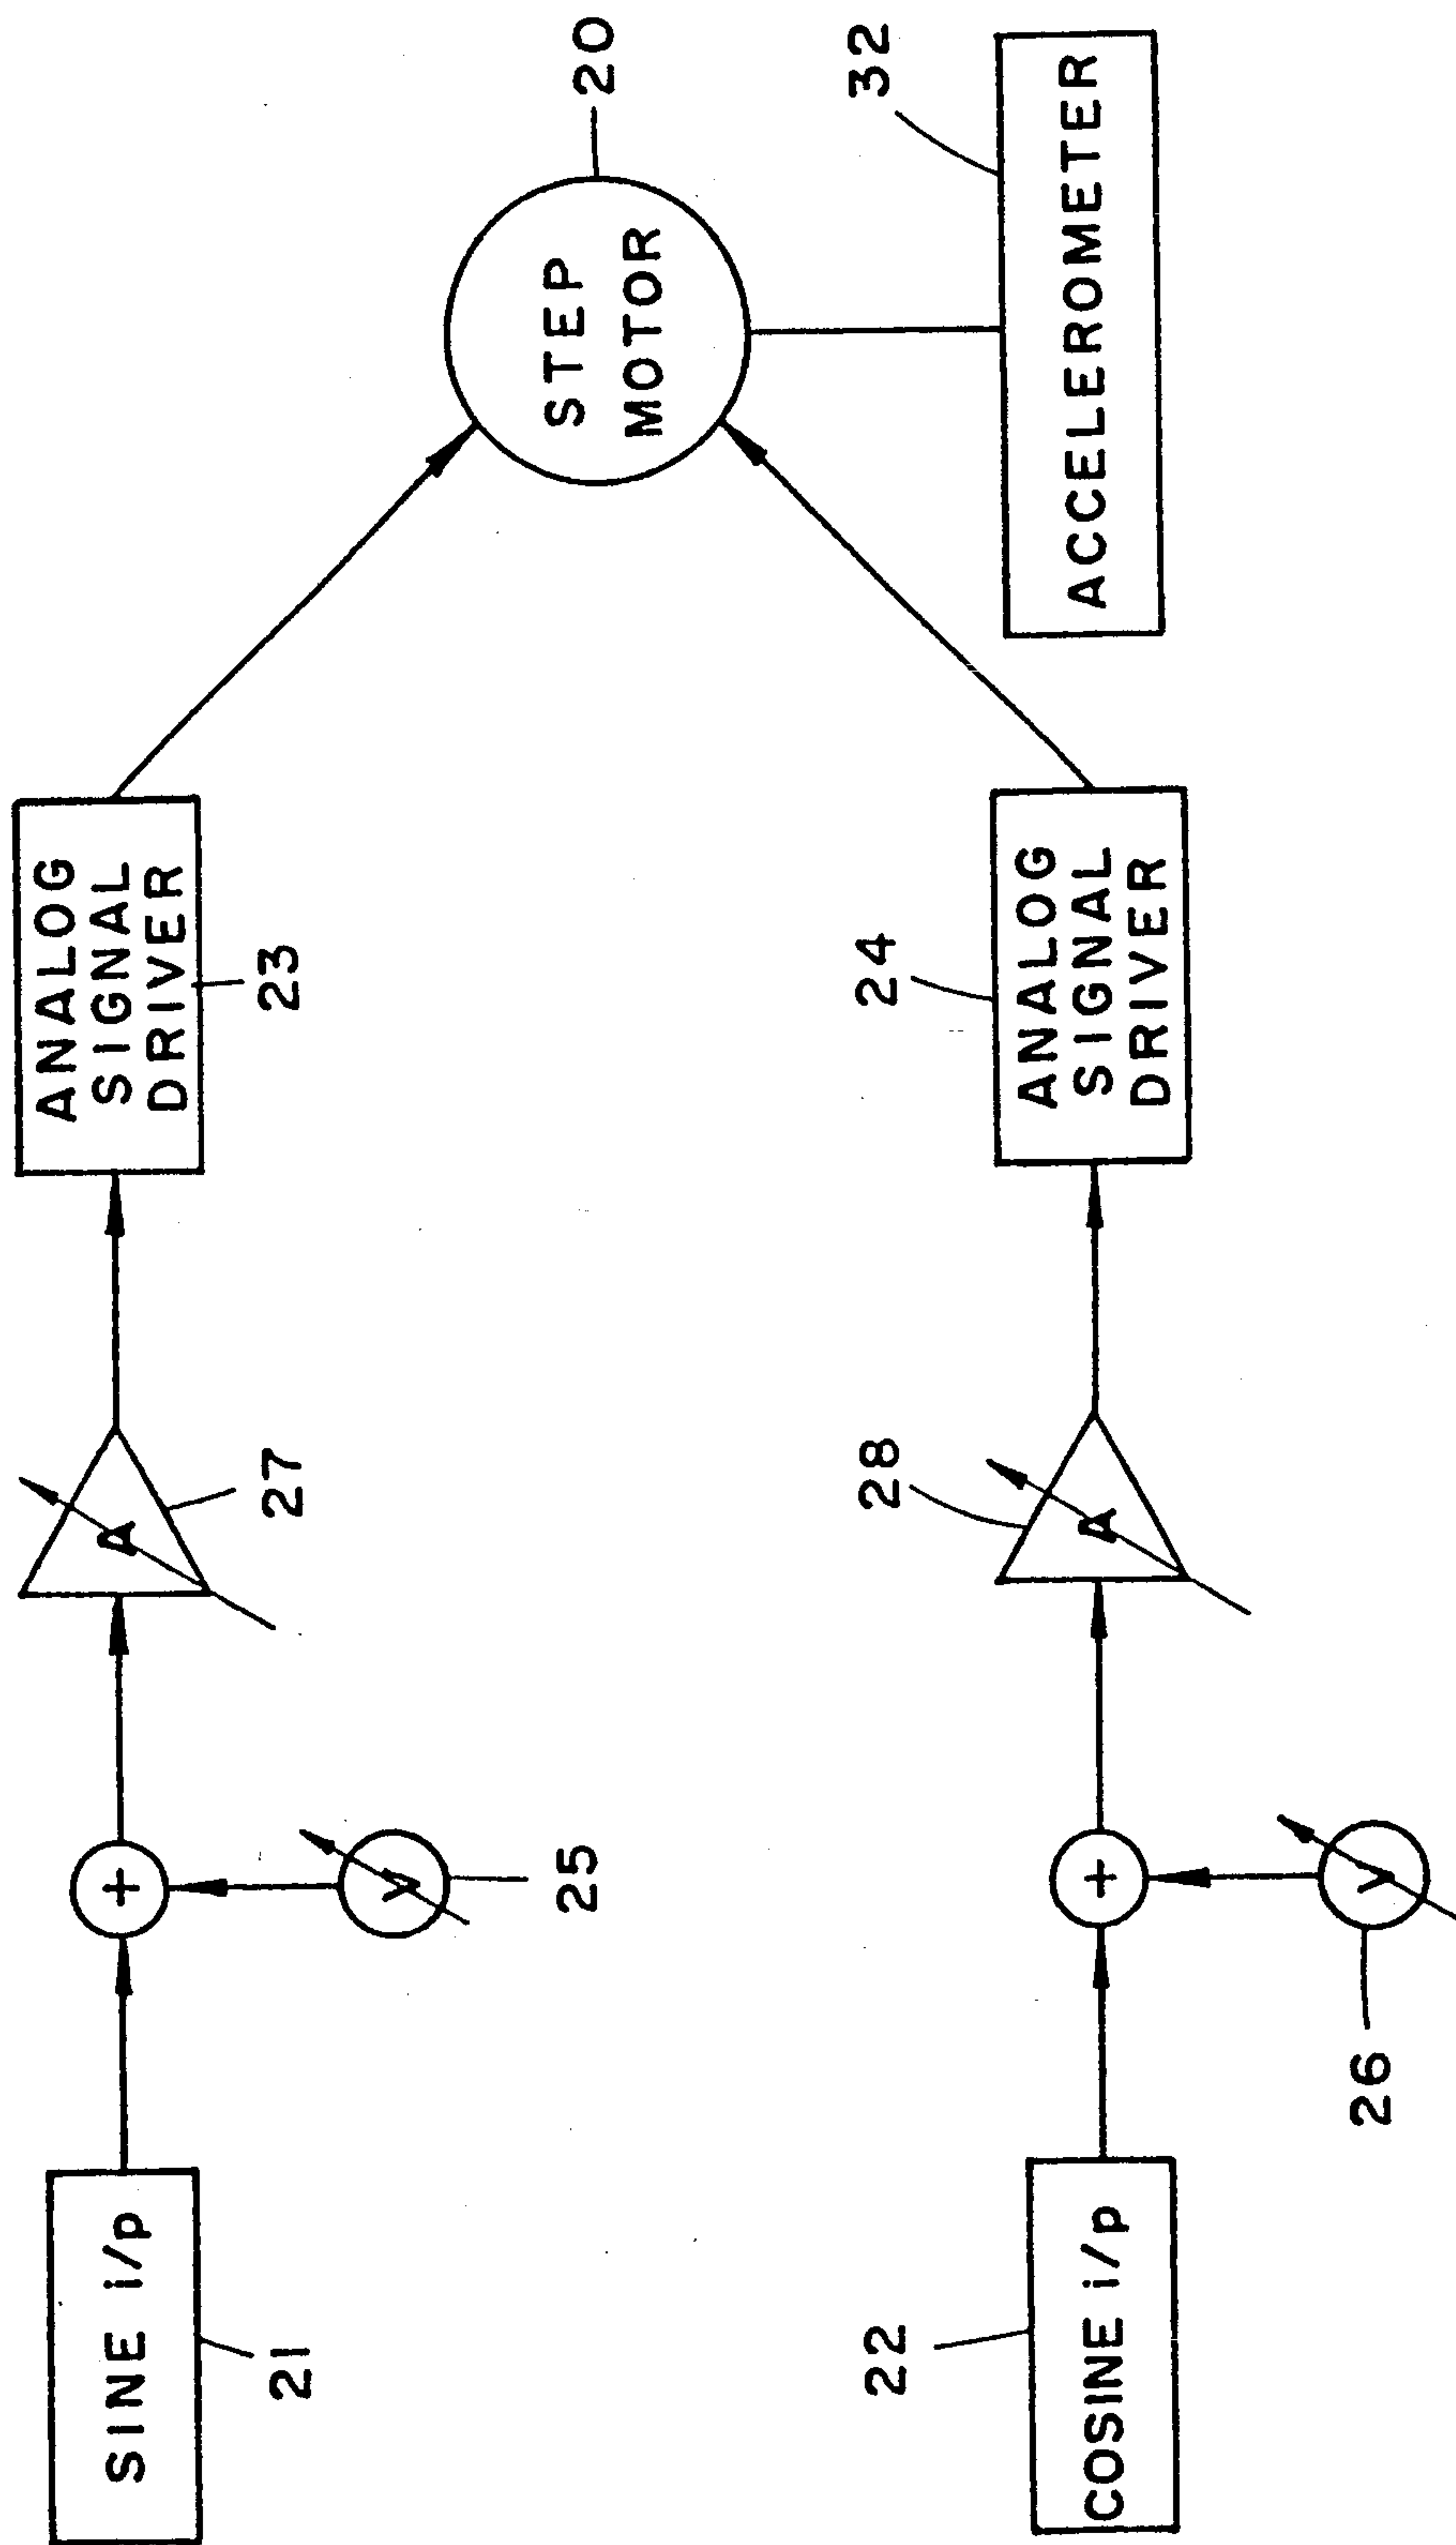 SINE i/p
21
+
V
25
A
27
ANALOG
SIGNAL
DRIVER
23
STEP
MOTOR
20
COSINE i/p
22
+
V
26
A
28
ANALOG
SIGNAL
DRIVER
24
ACCELEROMETER
32